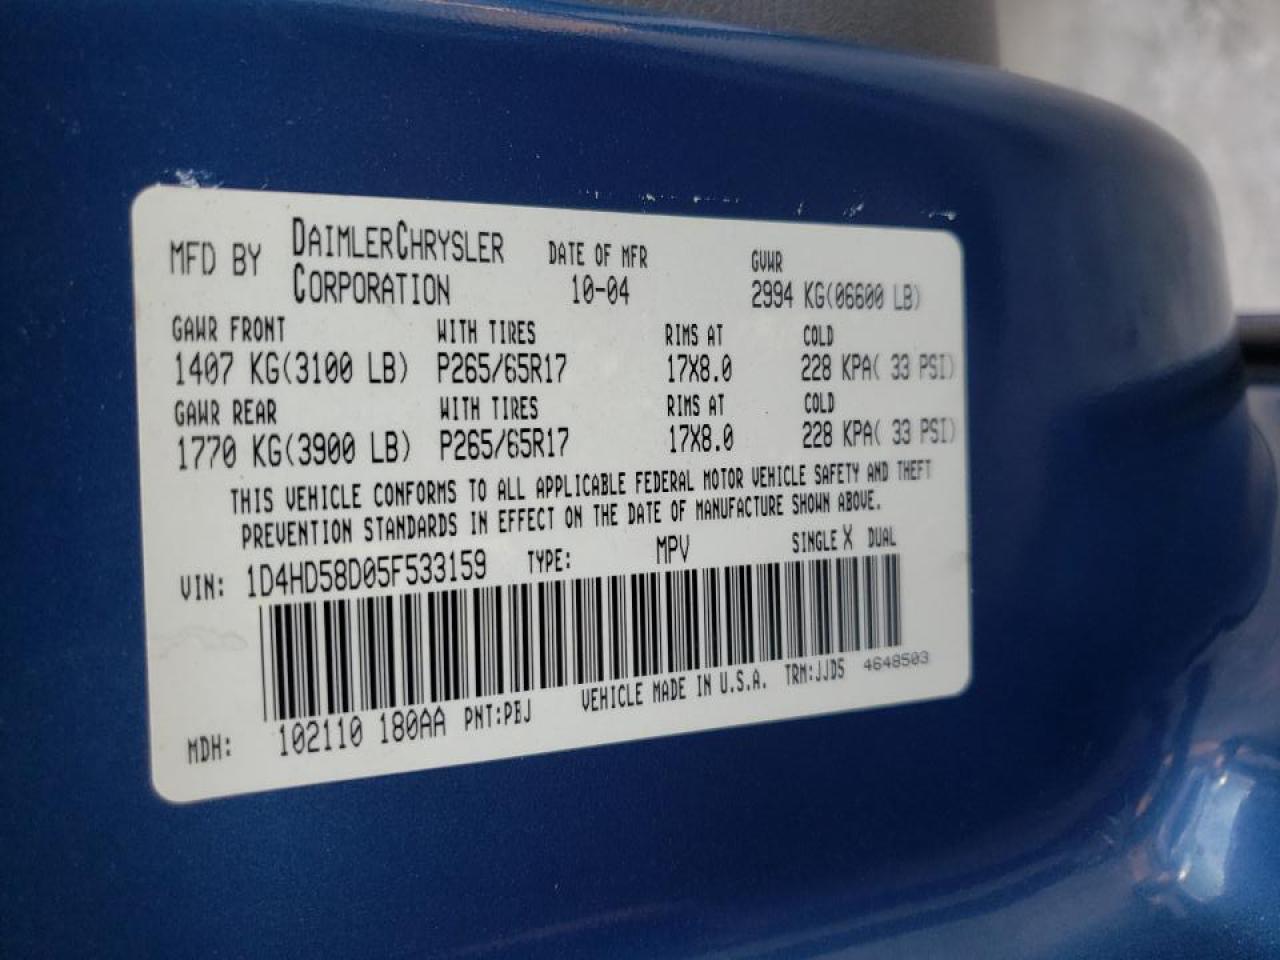 MFD BY DAIMLERCHRYSLER CORPORATION DATE OF MFR 10-04 GVWR 2994 KG(06600 LB)
GAWR FRONT WITH TIRES RIMS AT COLD
1407 KG(3100 LB) P265/65R17 17X8.0 228 KPA( 33 PSI)
GAWR REAR WITH TIRES RIMS AT COLD
1770 KG(3900 LB) P265/65R17 17X8.0 228 KPA( 33 PSI)
THIS VEHICLE CONFORMS TO ALL APPLICABLE FEDERAL MOTOR VEHICLE SAFETY AND THEFT
PREVENTION STANDARDS IN EFFECT ON THE DATE OF MANUFACTURE SHOWN ABOVE.
VIN: 1D4HD58D05F533159 TYPE: MPV SINGLE X DUAL
MDH: 102110 180AA PNT:PBJ VEHICLE MADE IN U.S.A. TRM:JJD5 4648503